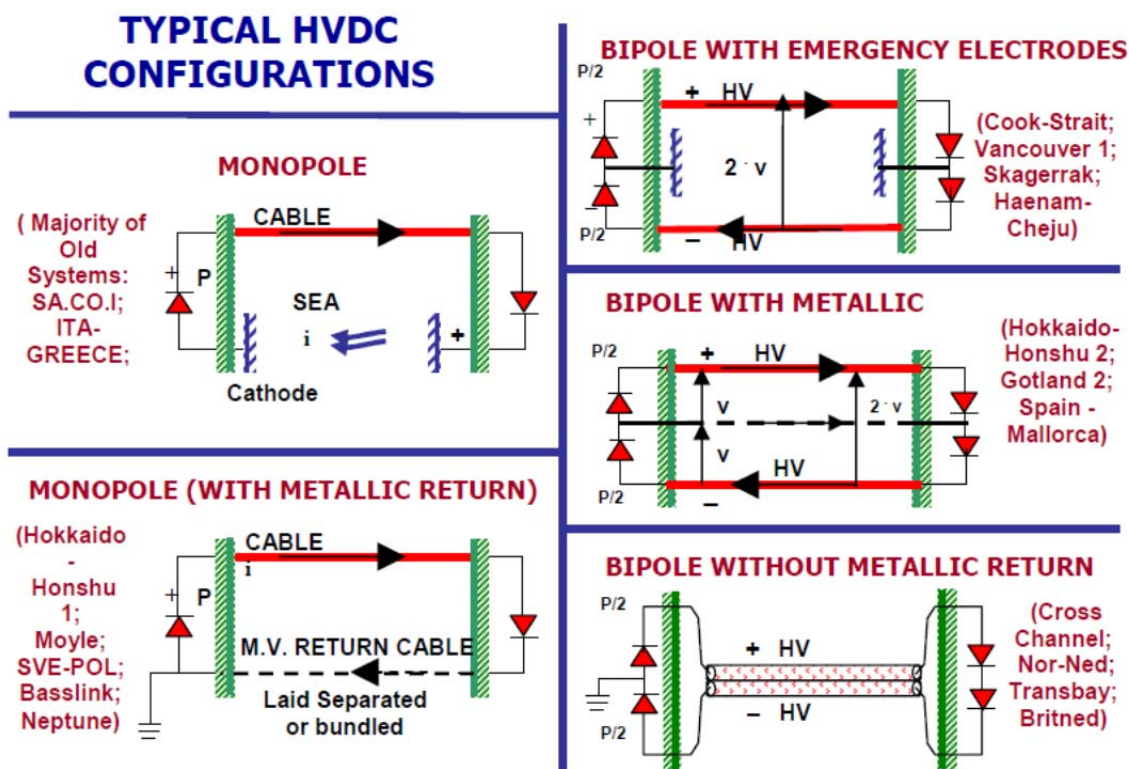 TYPICAL HVDC
CONFIGURATIONS
MONOPOLE
( Majority of
Old
Systems:
SA.CO.I;
ITA-
GREECE;
CABLE
+
P
SEA
i
+
Cathode
MONOPOLE (WITH METALLIC RETURN)
(Hokkaido
-
Honshu
1;
Moyle;
SVE-POL;
Basslink;
Neptune)
CABLE
i
+
P
M.V. RETURN CABLE
Laid Separated
or bundled
BIPOLE WITH EMERGENCY ELECTRODES
P/2
+ HV
+
2 · v
–
P/2
– HV
(Cook-Strait;
Vancouver 1;
Skagerrak;
Haenam-
Cheju)
BIPOLE WITH METALLIC
P/2
+ HV
v
2 · v
v
HV
P/2
–
(Hokkaido-
Honshu 2;
Gotland 2;
Spain -
Mallorca)
BIPOLE WITHOUT METALLIC RETURN
P/2
+ HV
– HV
P/2
(Cross
Channel;
Nor-Ned;
Transbay;
Britned)